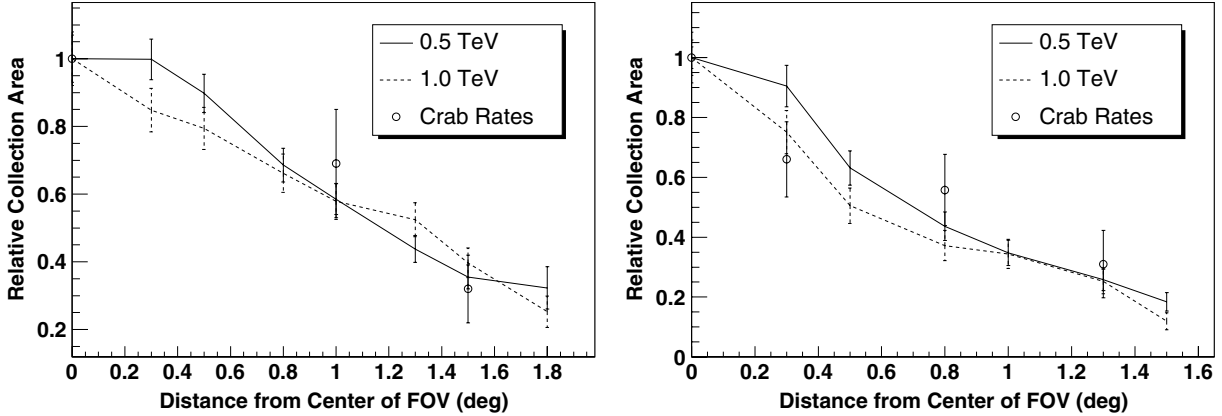 Relative Collection Area
1
0.8
0.6
0.4
0.2
0 0.2 0.4 0.6 0.8 1 1.2 1.4 1.6 1.8
Distance from Center of FOV (deg)
0.5 TeV
1.0 TeV
Crab Rates
Relative Collection Area
1
0.8
0.6
0.4
0.2
0
0 0.2 0.4 0.6 0.8 1 1.2 1.4 1.6
Distance from Center of FOV (deg)
0.5 TeV
1.0 TeV
Crab Rates